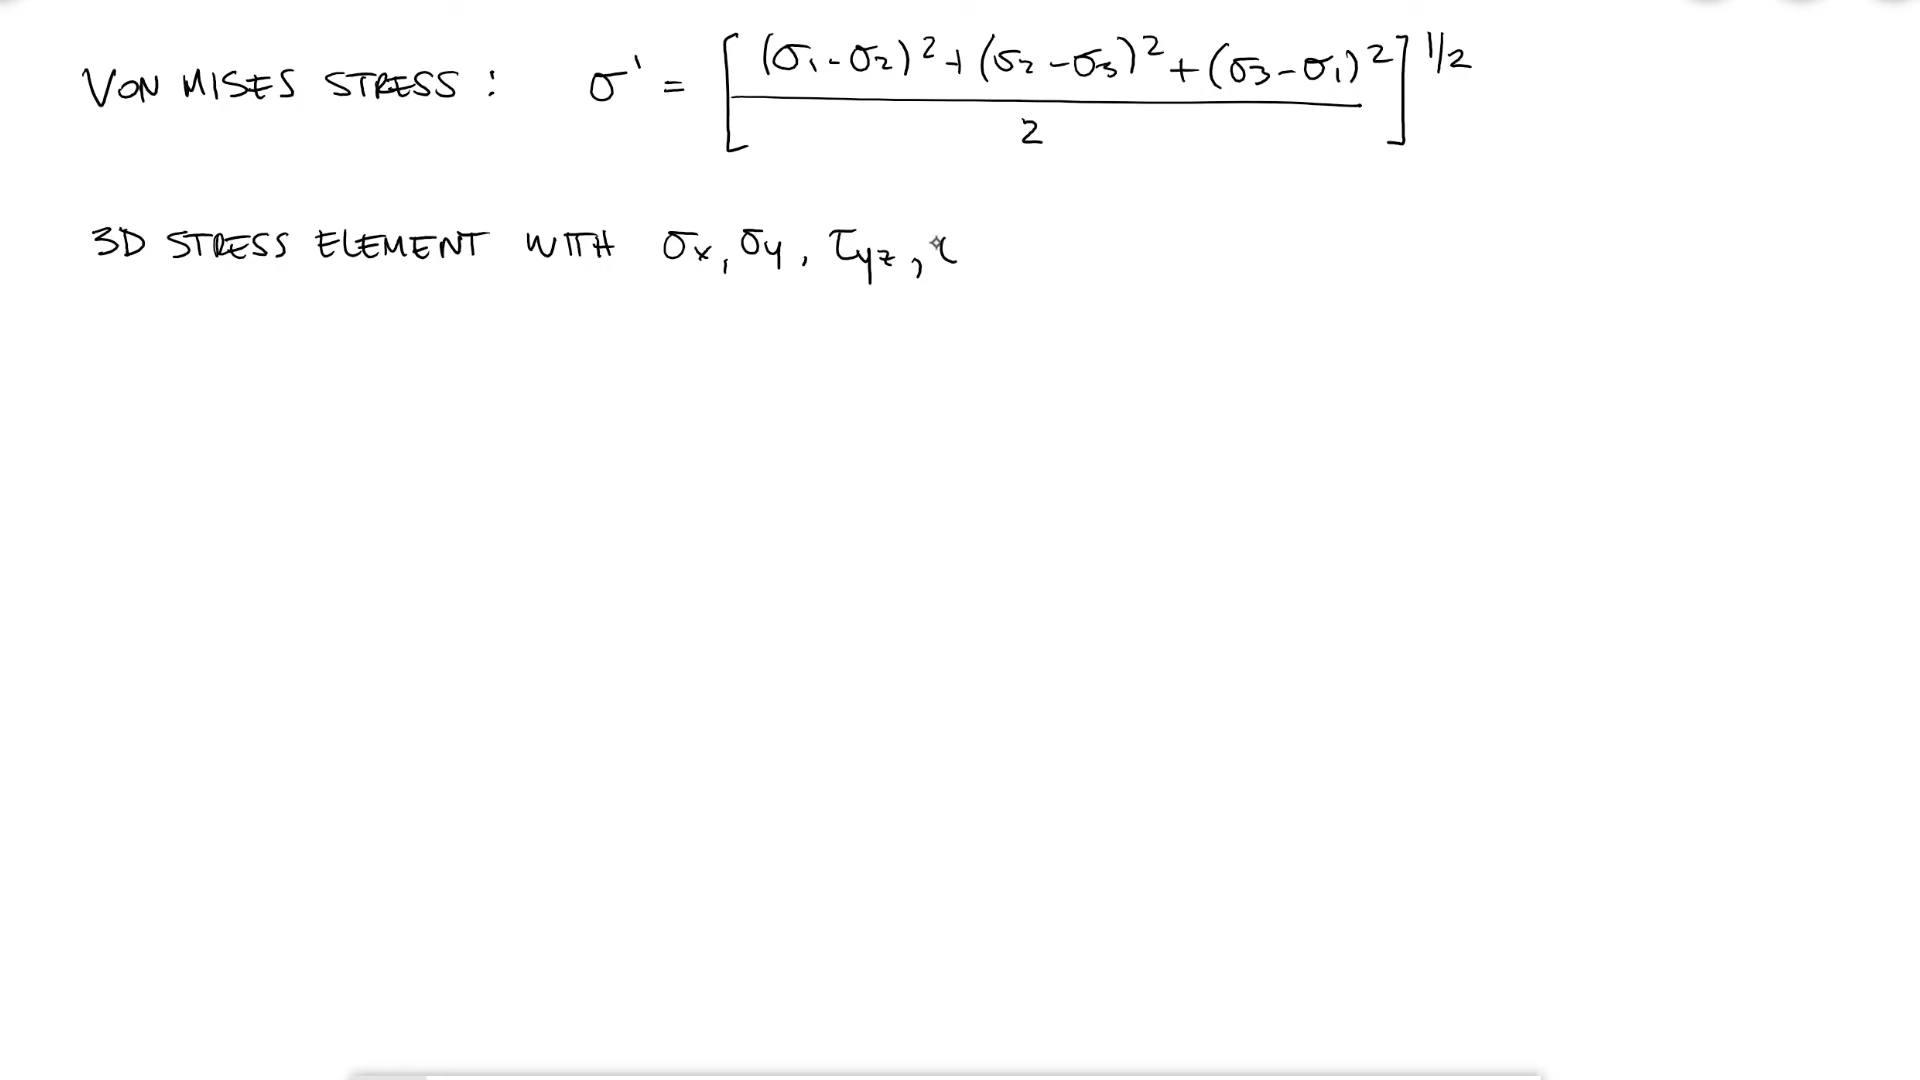 VON MISES STRESS : σ' = [ ((σ₁-σ₂)² + (σ₂-σ₃)² + (σ₃-σ₁)²) / 2 ]^1/2
3D STRESS ELEMENT WITH σx, σy, τyz, τ